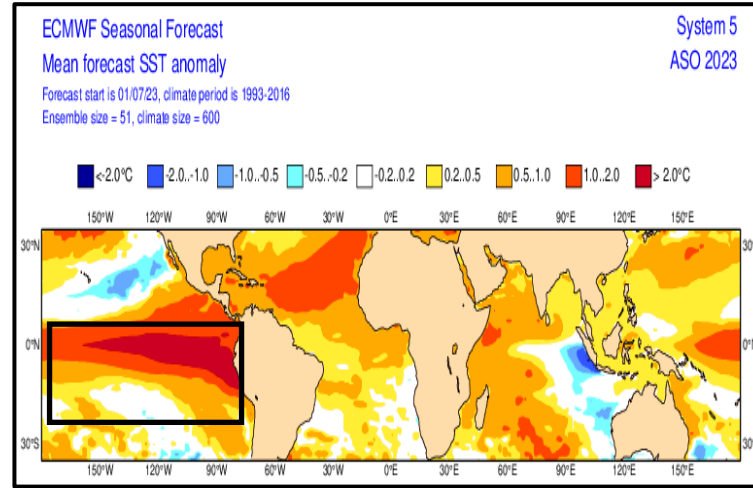 ECMWF Seasonal Forecast
System 5
Mean forecast SST anomaly
ASO 2023
Forecast start is 01/07/23, climate period is 1993-2016
Ensemble size = 51, climate size = 600
<-2.0°C -2.0..-1.0 -1.0..-0.5 -0.5..-0.2 -0.2..0.2 0.2..0.5 0.5..1.0 1.0..2.0 > 2.0°C
150°W 120°W 90°W 60°W 30°W 0°E 30°E 60°E 90°E 120°E 150°E
30°N 30°
0°N 0°N
30°S 30°
150°W 120°W 90°W 60°W 30°W 0°E 30°E 60°E 90°E 120°E 150°E